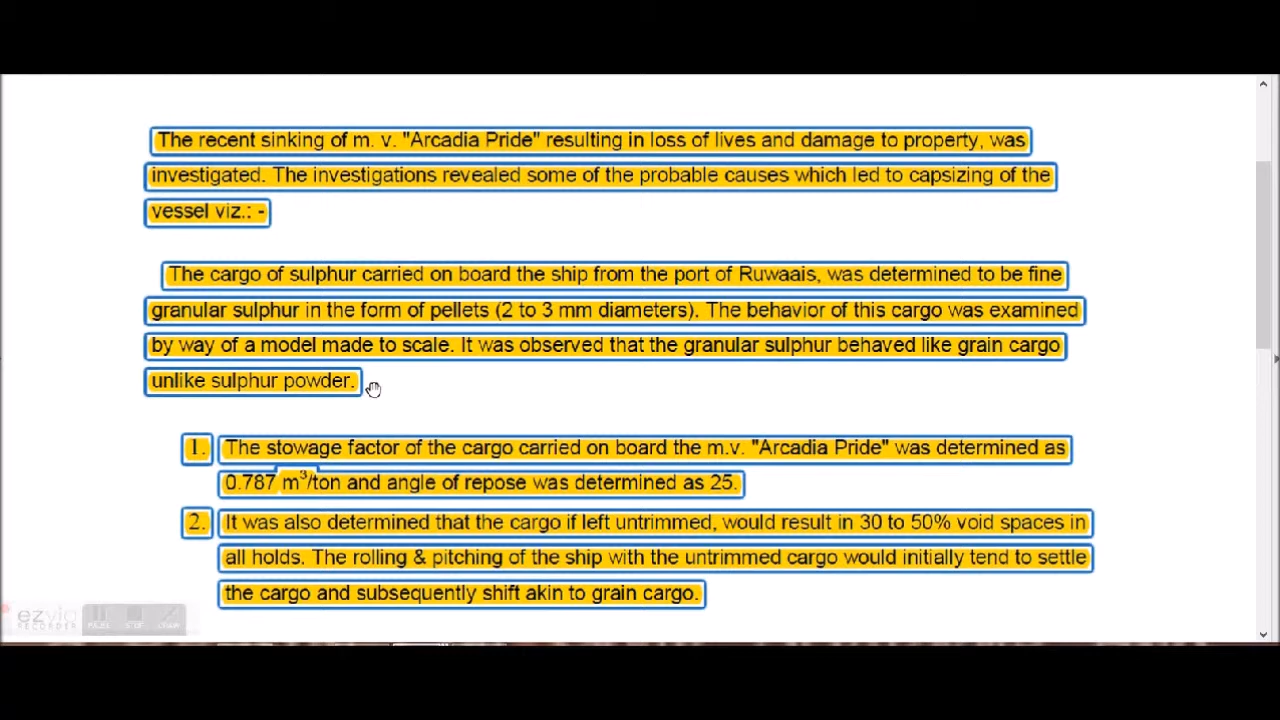 The recent sinking of m. v. "Arcadia Pride" resulting in loss of lives and damage to property, was
investigated. The investigations revealed some of the probable causes which led to capsizing of the
vessel viz.: -
The cargo of sulphur carried on board the ship from the port of Ruwaais, was determined to be fine
granular sulphur in the form of pellets (2 to 3 mm diameters). The behavior of this cargo was examined
by way of a model made to scale. It was observed that the granular sulphur behaved like grain cargo
unlike sulphur powder.
1. The stowage factor of the cargo carried on board the m.v. "Arcadia Pride" was determined as
0.787 m³/ton and angle of repose was determined as 25.
2. It was also determined that the cargo if left untrimmed, would result in 30 to 50% void spaces in
all holds. The rolling & pitching of the ship with the untrimmed cargo would initially tend to settle
the cargo and subsequently shift akin to grain cargo.
ezvid
RECORDER
STOP